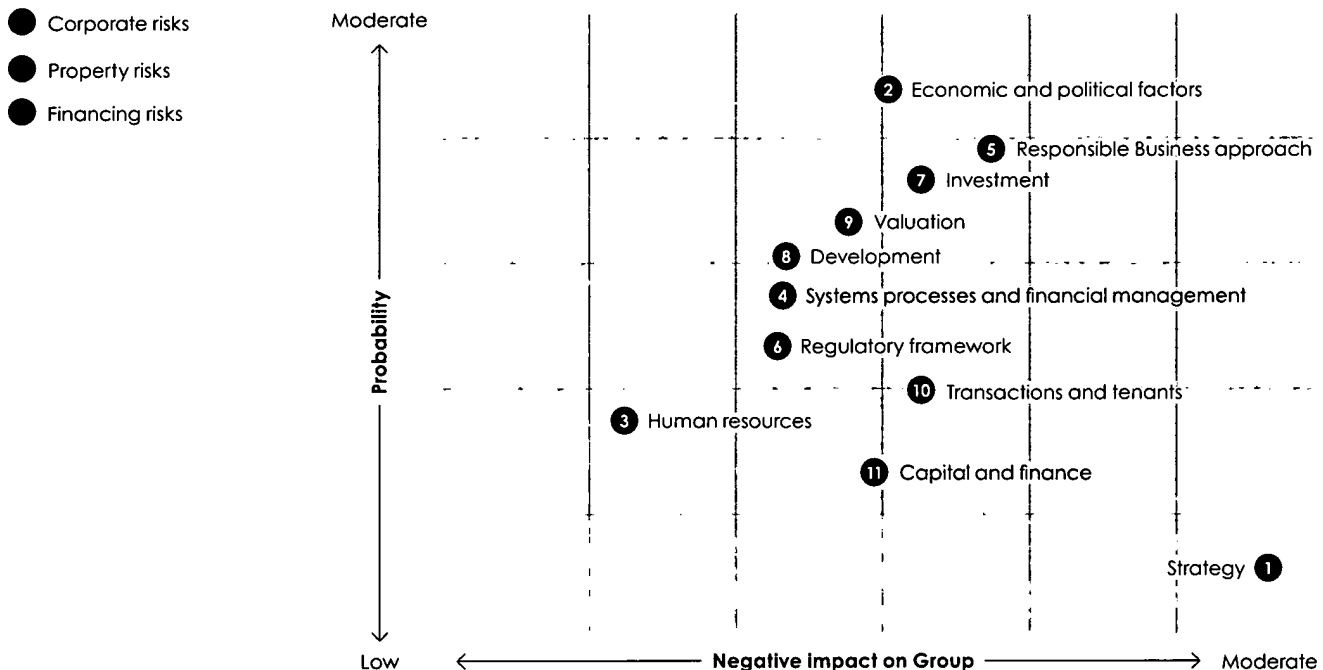 Corporate risks
Property risks
Financing risks
Moderate
2 Economic and political factors
5 Responsible Business approach
7 Investment
9 Valuation
8 Development
4 Systems processes and financial management
6 Regulatory framework
10 Transactions and tenants
3 Human resources
11 Capital and finance
Strategy 1
Probability
Low
Negative impact on Group
Moderate